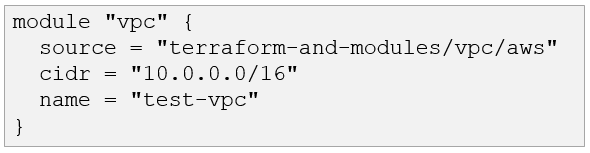 module "vpc" {
  source = "terraform-and-modules/vpc/aws"
  cidr = "10.0.0.0/16"
  name = "test-vpc"
}